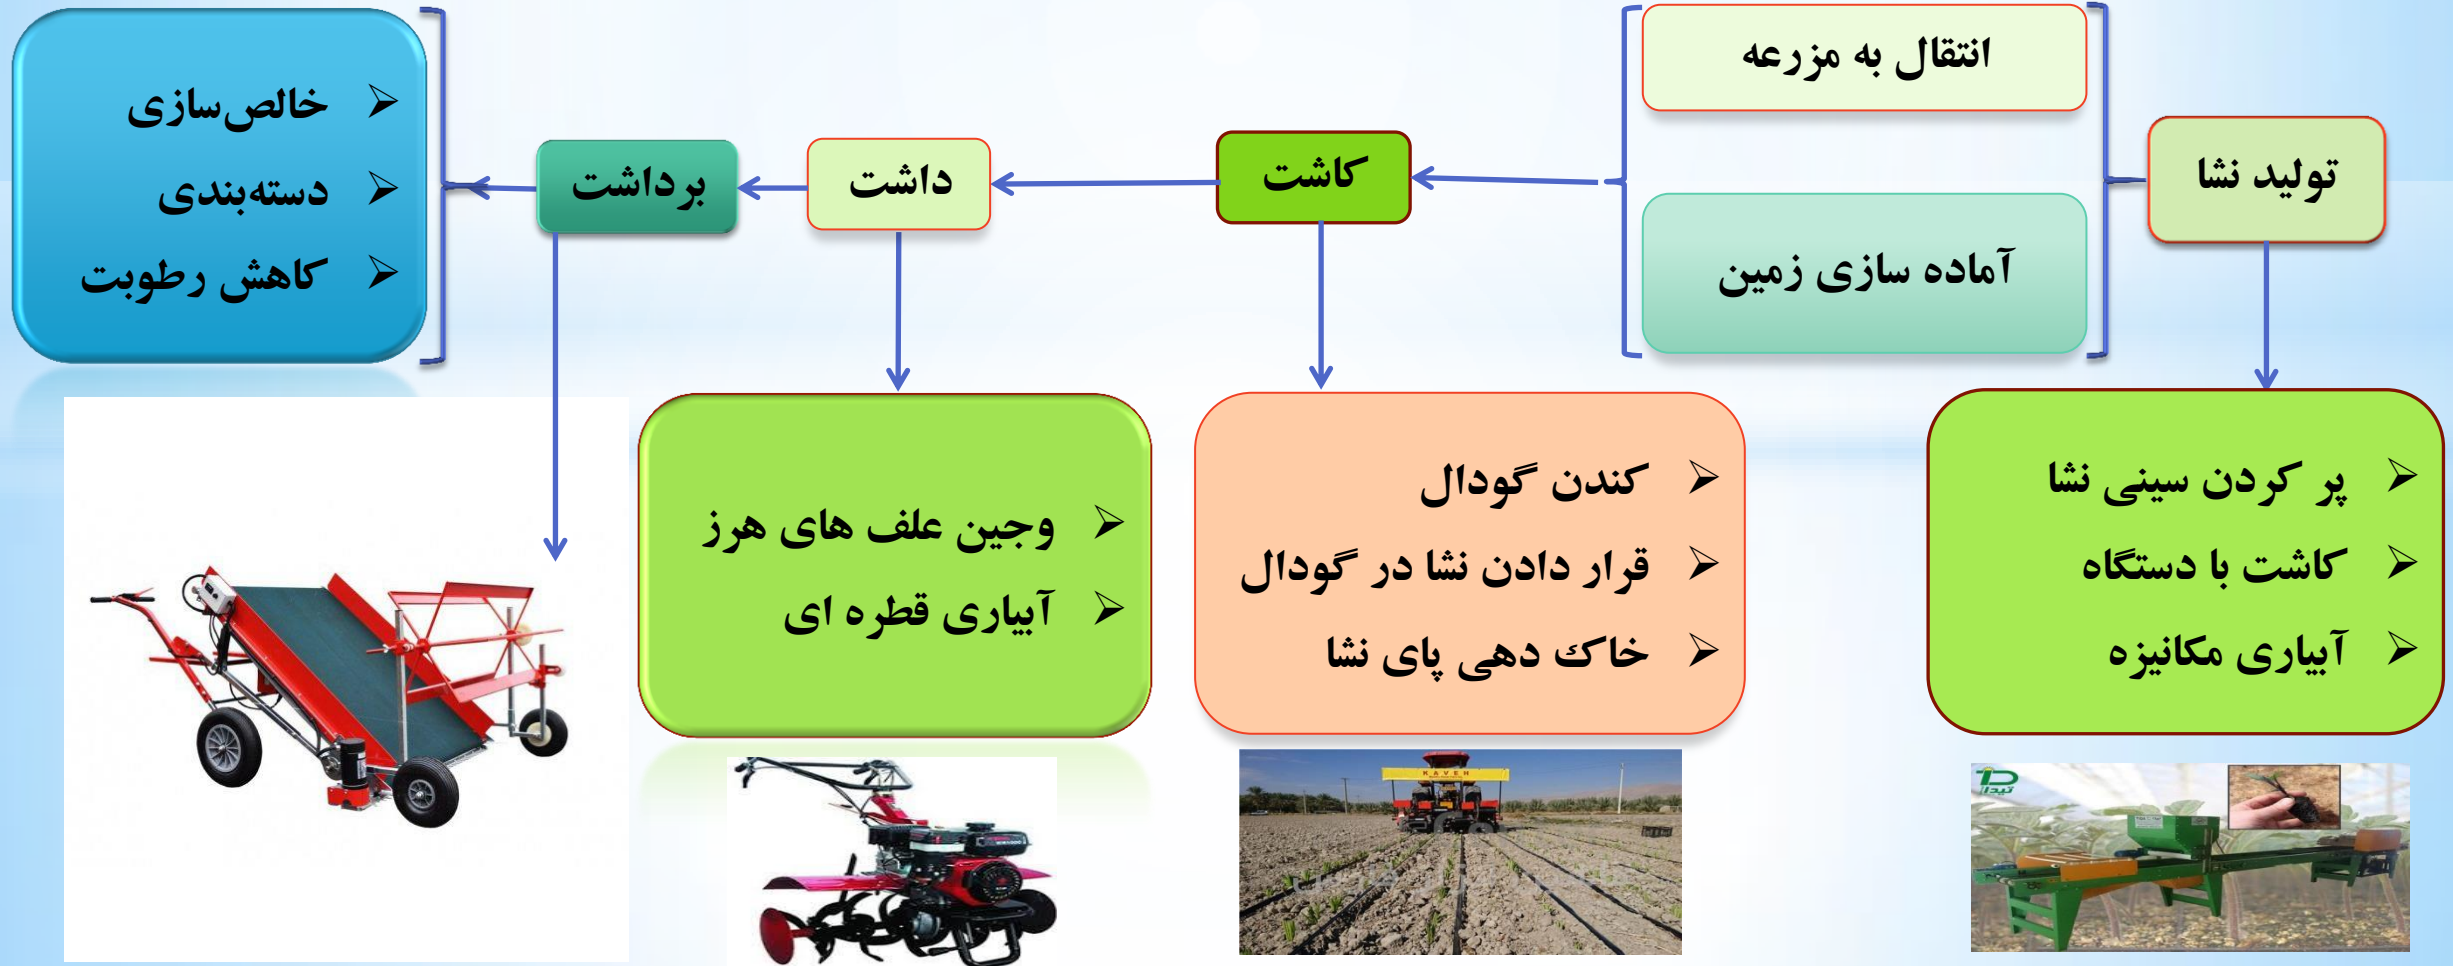 تولید نشا
انتقال به مزرعه
آماده سازی زمین
کاشت
داشت
برداشت
خالص‌سازی
دسته‌بندی
کاهش رطوبت
پر کردن سینی نشا
کاشت با دستگاه
آبیاری مکانیزه
کندن گودال
قرار دادن نشا در گودال
خاک دهی پای نشا
وجین علف های هرز
آبیاری قطره ای
KAVEH
تیدا